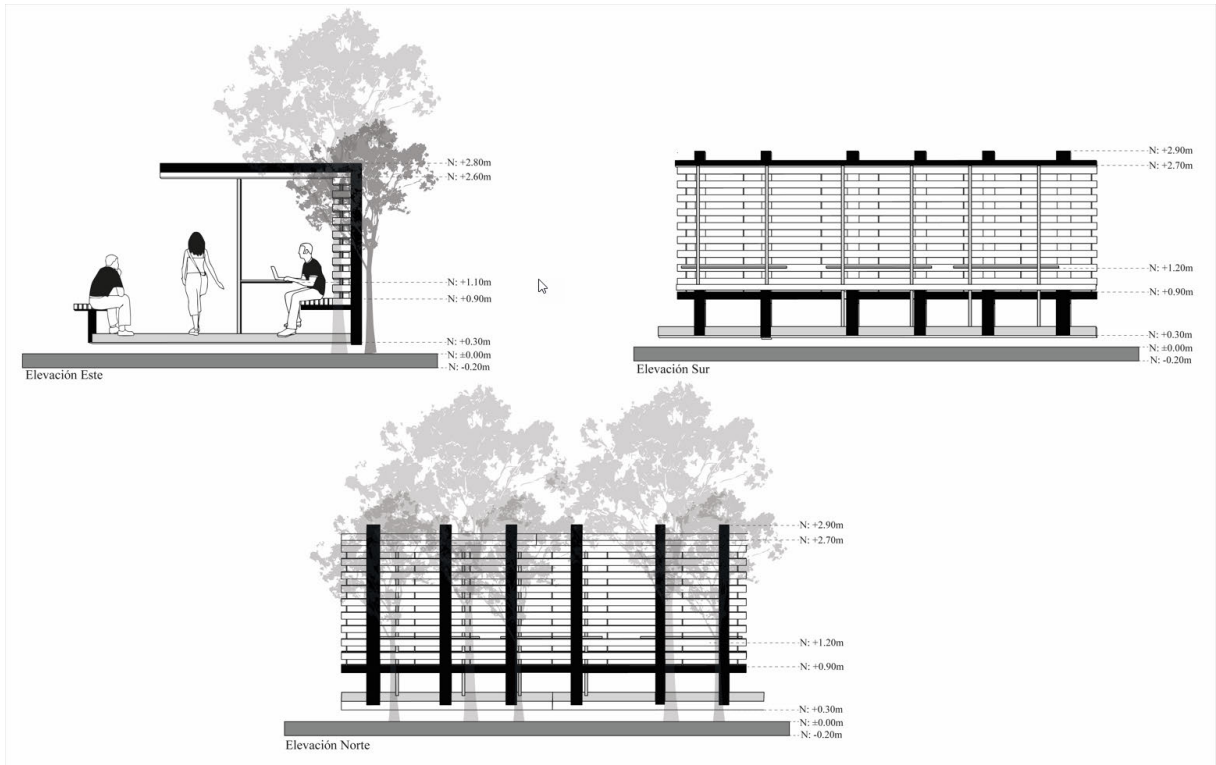 N: +2.80m
N: +2.60m
N: +1.10m
N: +0.90m
N: +0.30m
N: ±0.00m
N: -0.20m
Elevación Este
N: +2.90m
N: +2.70m
N: +1.20m
N: +0.90m
N: +0.30m
N: ±0.00m
N: -0.20m
Elevación Sur
N: +2.90m
N: +2.70m
N: +1.20m
N: +0.90m
N: +0.30m
N: ±0.00m
N: -0.20m
Elevación Norte